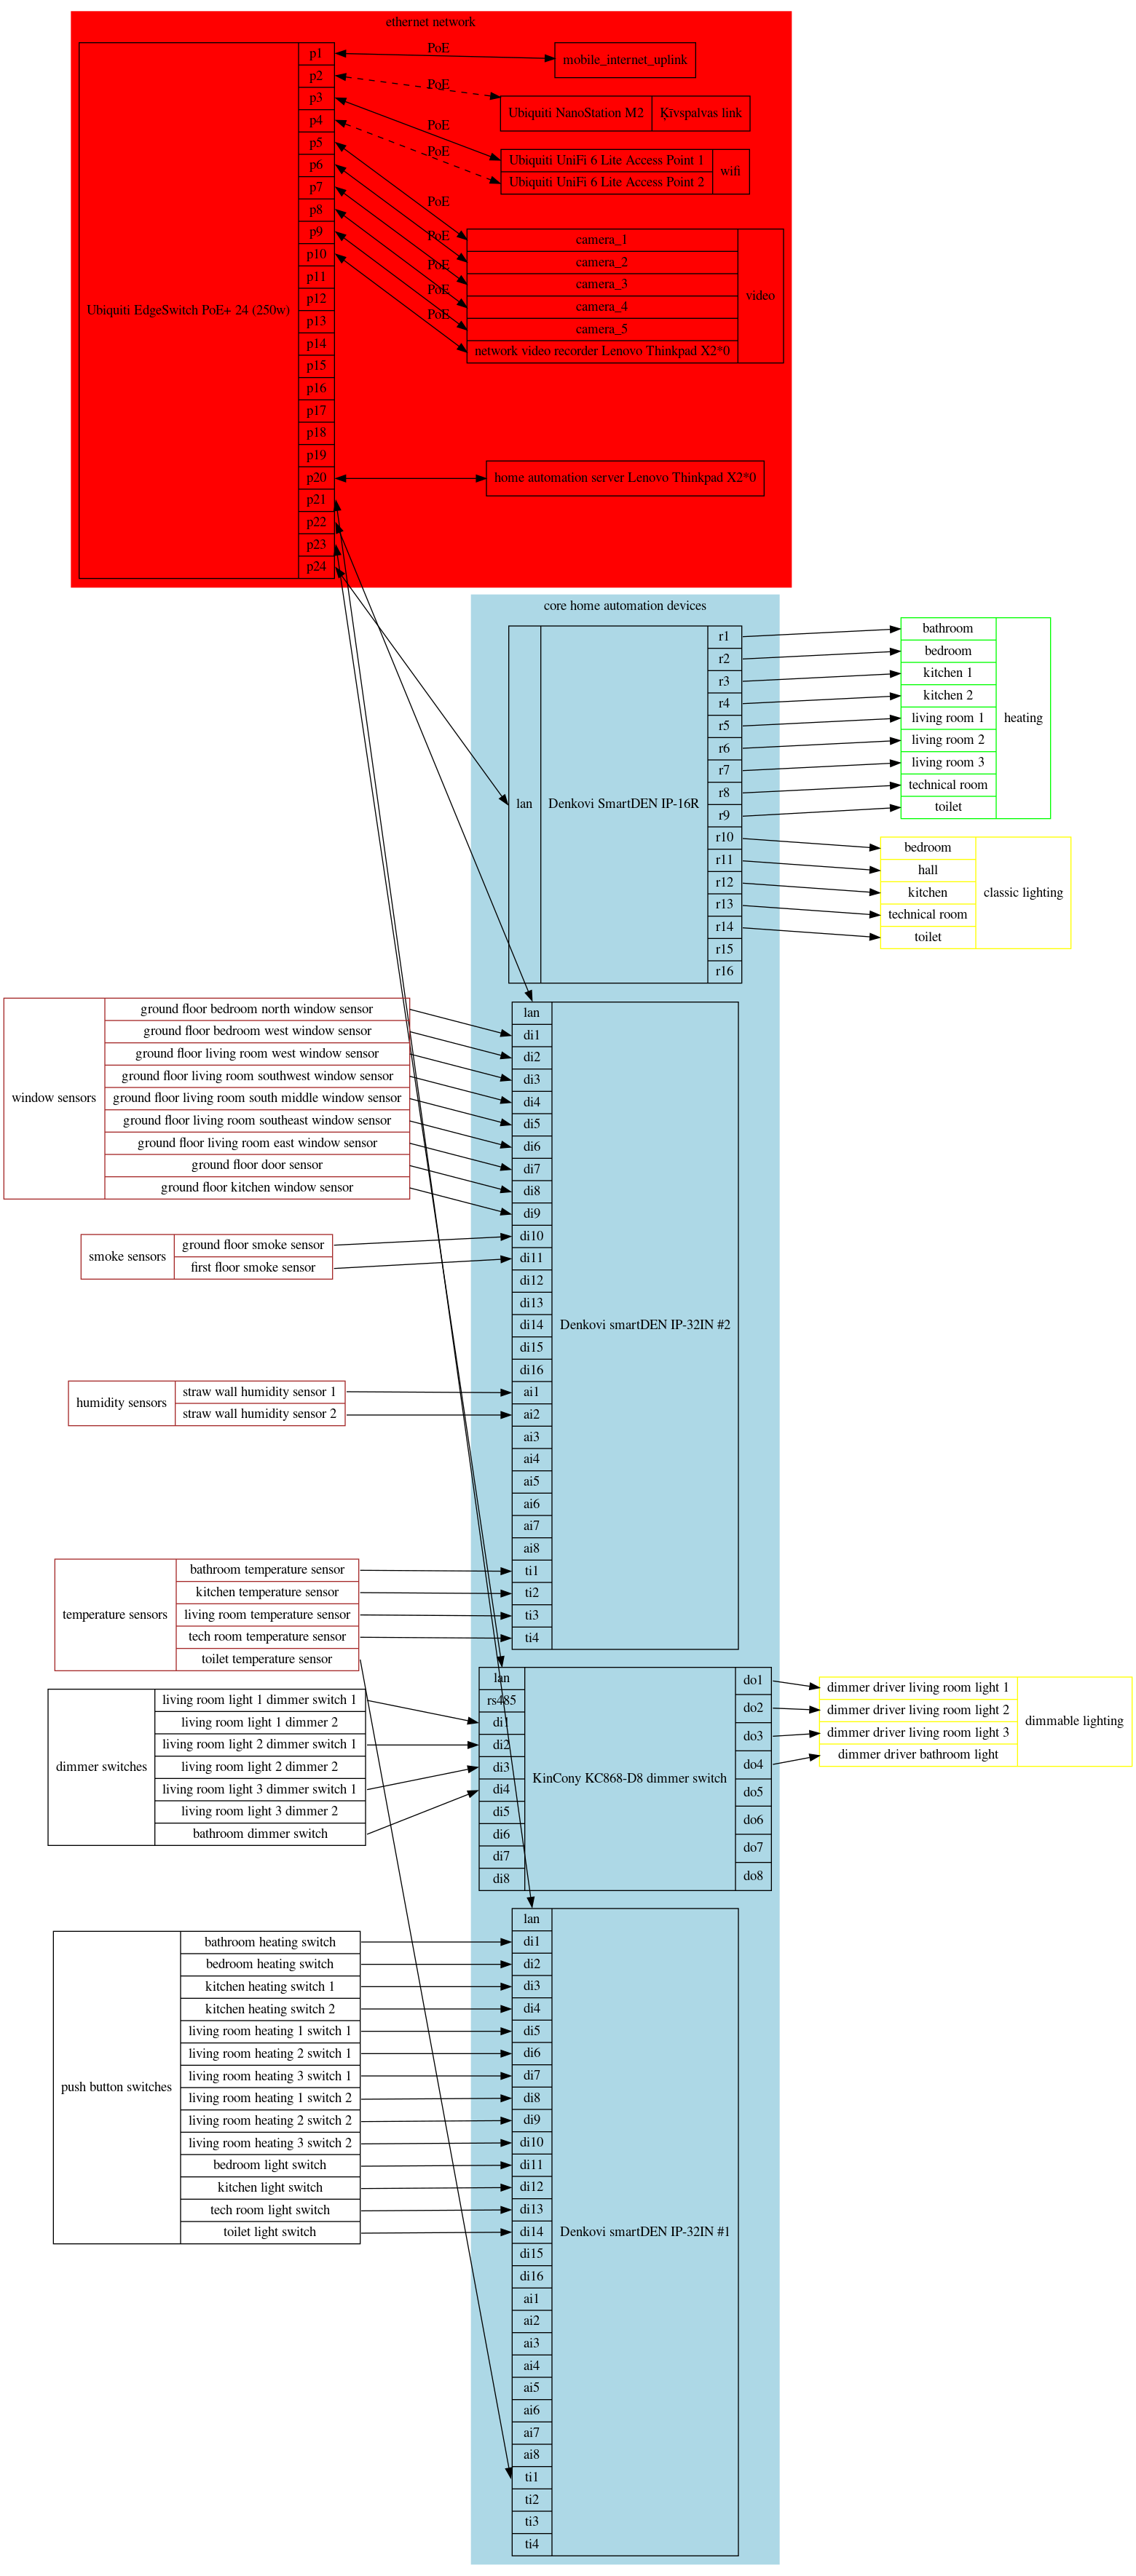 ethernet network
Ubiquiti EdgeSwitch PoE+ 24 (250w)
p1
p2
p3
p4
p5
p6
p7
p8
p9
p10
p11
p12
p13
p14
p15
p16
p17
p18
p19
p20
p21
p22
p23
p24
PoE
PoE
PoE
PoE
PoE
PoE
PoE
PoE
PoE
mobile_internet_uplink
Ubiquiti NanoStation M2
Ķīvspalvas link
Ubiquiti UniFi 6 Lite Access Point 1
Ubiquiti UniFi 6 Lite Access Point 2
wifi
camera_1
camera_2
camera_3
camera_4
camera_5
network video recorder Lenovo Thinkpad X2*0
video
home automation server Lenovo Thinkpad X2*0
core home automation devices
lan
Denkovi SmartDEN IP-16R
r1
r2
r3
r4
r5
r6
r7
r8
r9
r10
r11
r12
r13
r14
r15
r16
bathroom
bedroom
kitchen 1
kitchen 2
living room 1
living room 2
living room 3
technical room
toilet
heating
bedroom
hall
kitchen
technical room
toilet
classic lighting
window sensors
ground floor bedroom north window sensor
ground floor bedroom west window sensor
ground floor living room west window sensor
ground floor living room southwest window sensor
ground floor living room south middle window sensor
ground floor living room southeast window sensor
ground floor living room east window sensor
ground floor door sensor
ground floor kitchen window sensor
smoke sensors
ground floor smoke sensor
first floor smoke sensor
humidity sensors
straw wall humidity sensor 1
straw wall humidity sensor 2
temperature sensors
bathroom temperature sensor
kitchen temperature sensor
living room temperature sensor
tech room temperature sensor
toilet temperature sensor
lan
di1
di2
di3
di4
di5
di6
di7
di8
di9
di10
di11
di12
di13
di14
di15
di16
ai1
ai2
ai3
ai4
ai5
ai6
ai7
ai8
ti1
ti2
ti3
ti4
Denkovi smartDEN IP-32IN #2
dimmer switches
living room light 1 dimmer switch 1
living room light 1 dimmer 2
living room light 2 dimmer switch 1
living room light 2 dimmer 2
living room light 3 dimmer switch 1
living room light 3 dimmer 2
bathroom dimmer switch
lan
rs485
di1
di2
di3
di4
di5
di6
di7
di8
KinCony KC868-D8 dimmer switch
do1
do2
do3
do4
do5
do6
do7
do8
dimmer driver living room light 1
dimmer driver living room light 2
dimmer driver living room light 3
dimmer driver bathroom light
dimmable lighting
push button switches
bathroom heating switch
bedroom heating switch
kitchen heating switch 1
kitchen heating switch 2
living room heating 1 switch 1
living room heating 2 switch 1
living room heating 3 switch 1
living room heating 1 switch 2
living room heating 2 switch 2
living room heating 3 switch 2
bedroom light switch
kitchen light switch
tech room light switch
toilet light switch
lan
di1
di2
di3
di4
di5
di6
di7
di8
di9
di10
di11
di12
di13
di14
di15
di16
ai1
ai2
ai3
ai4
ai5
ai6
ai7
ai8
ti1
ti2
ti3
ti4
Denkovi smartDEN IP-32IN #1